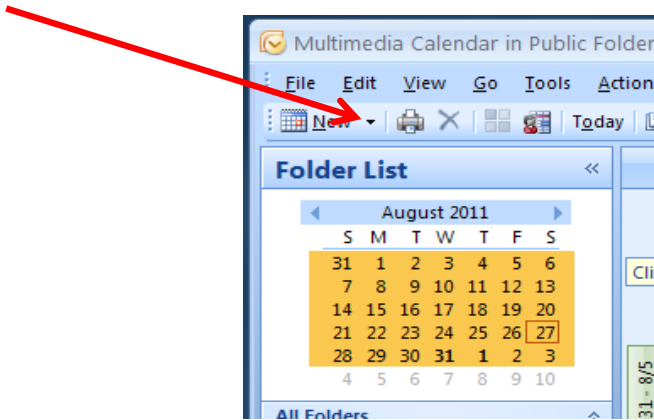 Multimedia Calendar in Public Folder
File Edit View Go Tools Action
New Today
Folder List «
August 2011
S M T W T F S
31 1 2 3 4 5 6
7 8 9 10 11 12 13
14 15 16 17 18 19 20
21 22 23 24 25 26 27
28 29 30 31 1 2 3
4 5 6 7 8 9 10
Cli
31 - 8/5
All Folders